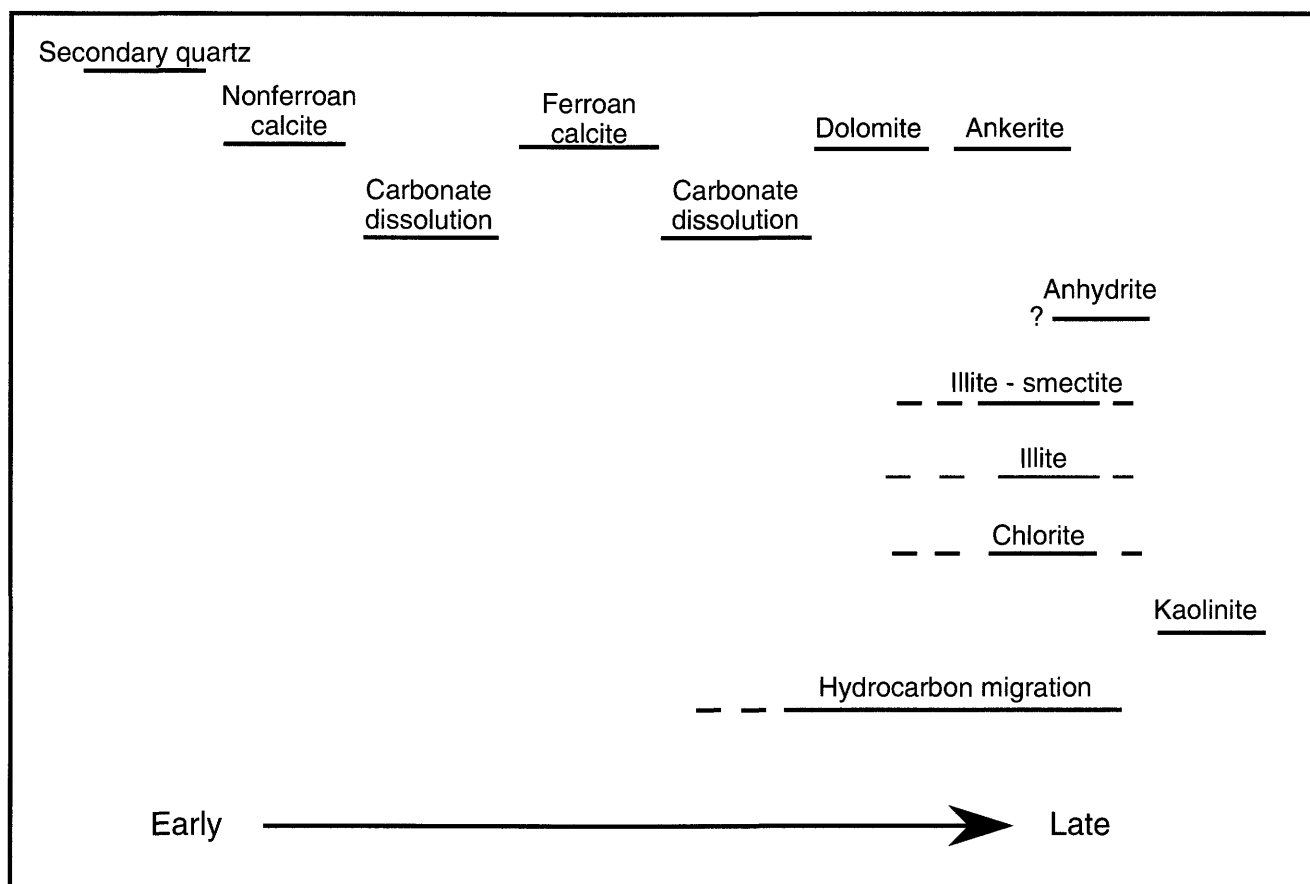 Secondary quartz
Nonferroan
calcite
Ferroan
calcite
Dolomite
Ankerite
Carbonate
dissolution
Carbonate
dissolution
Anhydrite
?
Illite - smectite
Illite
Chlorite
Kaolinite
Hydrocarbon migration
Early
Late